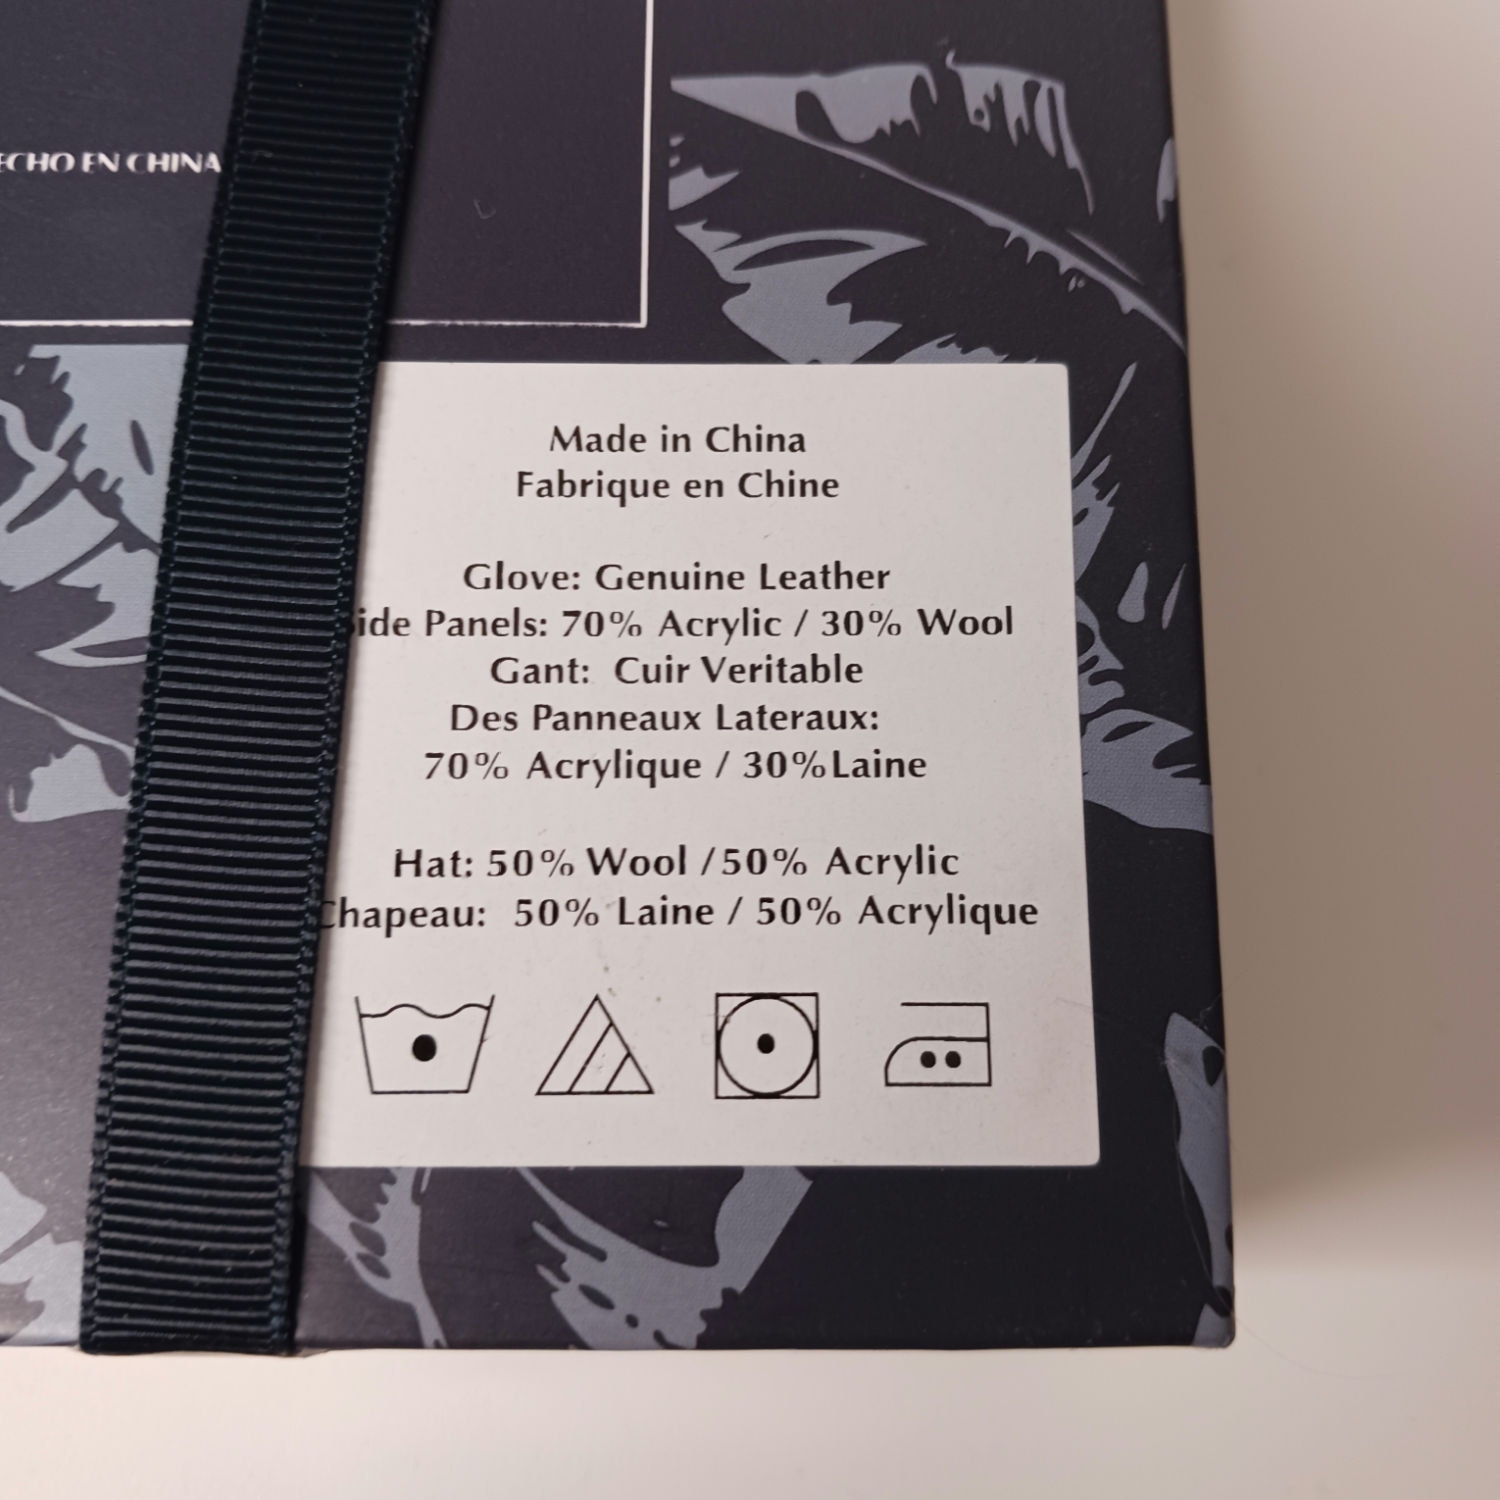 ECHO EN CHINA
Made in China
Fabrique en Chine
Glove: Genuine Leather
ide Panels: 70% Acrylic / 30% Wool
Gant: Cuir Veritable
Des Panneaux Lateraux:
70% Acrylique / 30%Laine
Hat: 50% Wool /50% Acrylic
Chapeau: 50% Laine / 50% Acrylique